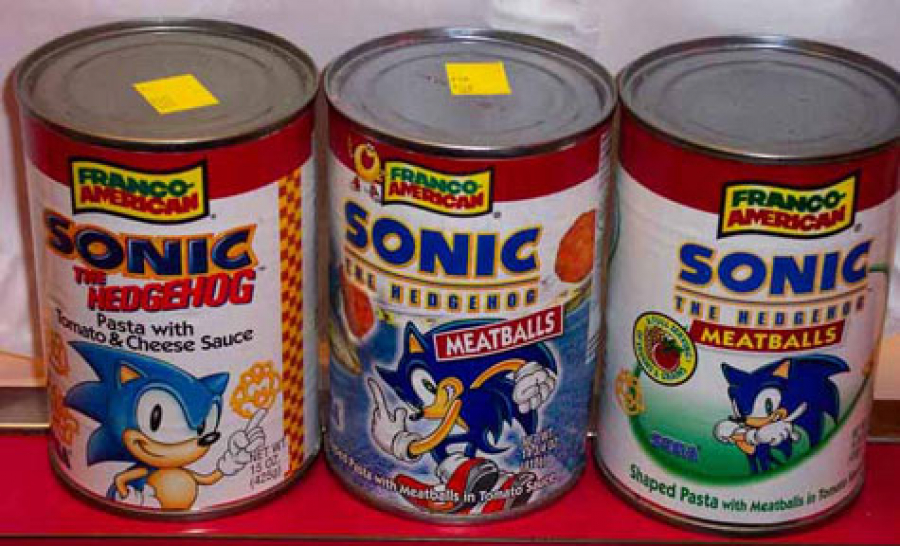 FRANCO-
AMERICAN
SONIC
THE
HEDGEHOG
Pasta with
Tomato & Cheese Sauce
NET WT
15 OZ.
(425g)
FRANCO-
AMERICAN
SONIC
THE HEDGEHOG
MEATBALLS
Pasta with Meatballs in Tomato Sauce
FRANCO-
AMERICAN
SONIC
THE HEDGEHOG
MEATBALLS
SEGA
Shaped Pasta with Meatballs in Tomato